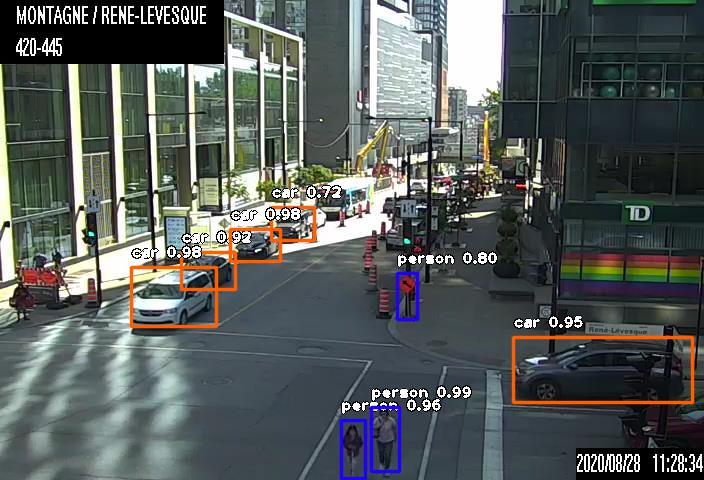 MONTAGNE / RENE-LEVESQUE
420-445
car 0.72
car 0.98
car 0.92
car 0.98
person 0.80
TD
car 0.95
René-Lévesque
person 0.99
person 0.96
2020/08/28 11:28:34